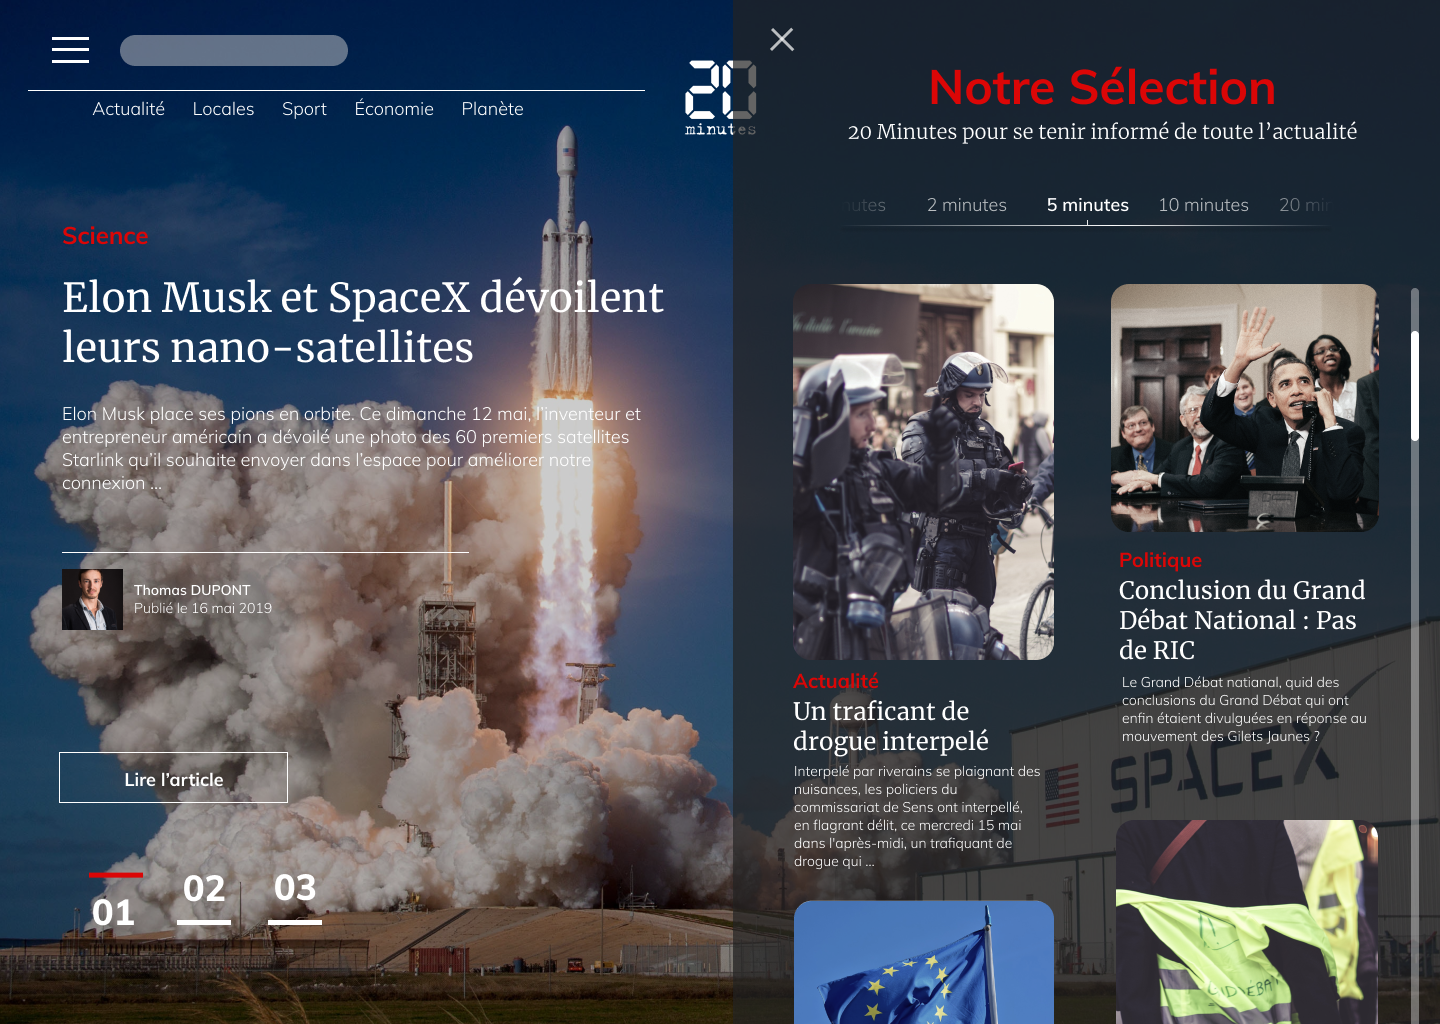 Actualité Locales Sport Économie Planète
20
minutes
Science
Elon Musk et SpaceX dévoilent
leurs nano-satellites
Elon Musk place ses pions en orbite. Ce dimanche 12 mai, l’inventeur et
entrepreneur américain a dévoilé une photo des 60 premiers satellites
Starlink qu’il souhaite envoyer dans l’espace pour améliorer notre
connexion ...
Thomas DUPONT
Publié le 16 mai 2019
Lire l’article
01 02 03
Notre Sélection
20 Minutes pour se tenir informé de toute l’actualité
2 minutes 5 minutes 10 minutes 20
Actualité
Un traficant de
drogue interpelé
Interpelé par riverains se plaignant des
nuisances, les policiers du
commissariat de Sens ont interpellé,
en flagrant délit, ce mercredi 15 mai
dans l'après-midi, un trafiquant de
drogue qui ...
Politique
Conclusion du Grand
Débat National : Pas
de RIC
Le Grand Débat natianal, quid des
conclusions du Grand Débat qui ont
enfin étaient divulguées en réponse au
mouvement des Gilets Jaunes ?
SPACEX